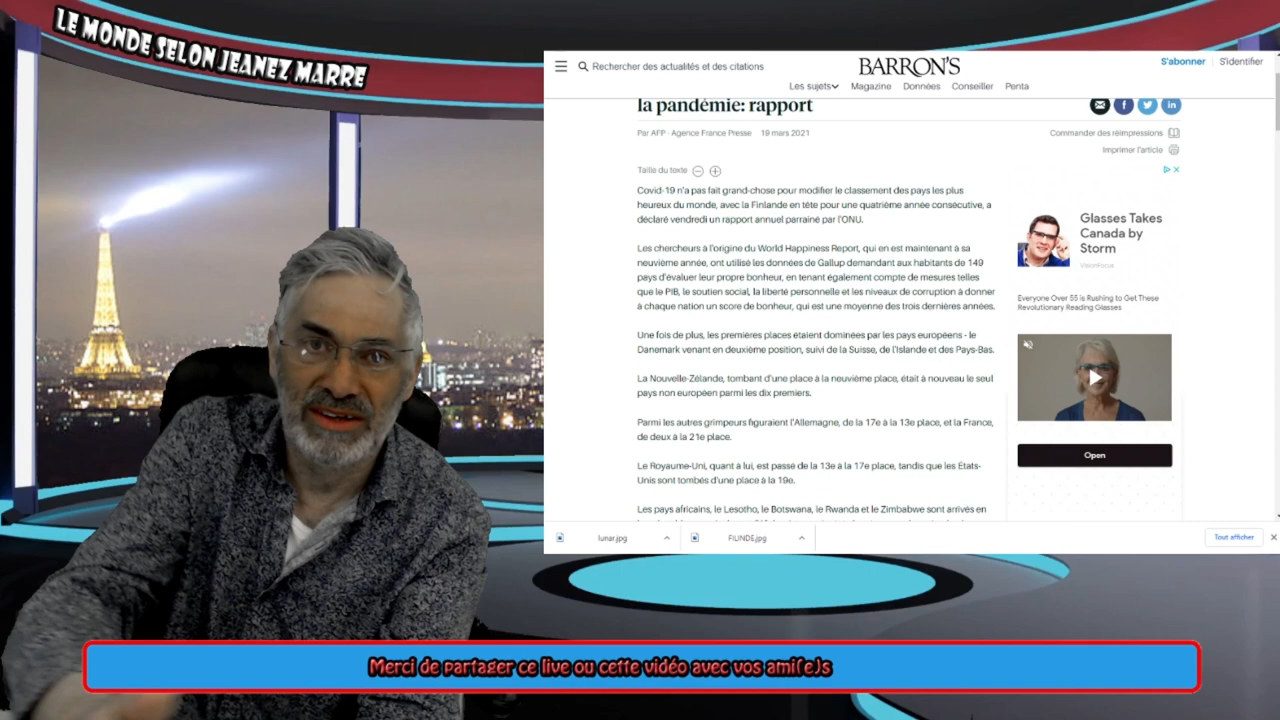 LE MONDE SELON JEANEZ MARRE
Rechercher des actualités et des citations
BARRON'S
S'abonner
S'identifier
Les sujets
Magazine
Données
Conseiller
Penta
la pandémie: rapport
Par AFP - Agence France Presse
19 mars 2021
Commander des réimpressions
Imprimer l'article
Taille du texte
Covid-19 n'a pas fait grand-chose pour modifier le classement des pays les plus
heureux du monde, avec la Finlande en tête pour une quatrième année consécutive, a
déclaré vendredi un rapport annuel parrainé par l'ONU.
Les chercheurs à l'origine du World Happiness Report, qui en est maintenant à sa
neuvième année, ont utilisé les données de Gallup demandant aux habitants de 149
pays d'évaluer leur propre bonheur, en tenant également compte de mesures telles
que le PIB, le soutien social, la liberté personnelle et les niveaux de corruption à donner
à chaque nation un score de bonheur, qui est une moyenne des trois dernières années.
Une fois de plus, les premières places étaient dominées par les pays européens - le
Danemark venant en deuxième position, suivi de la Suisse, de l'Islande et des Pays-Bas.
La Nouvelle-Zélande, tombant d'une place à la neuvième place, était à nouveau le seul
pays non européen parmi les dix premiers.
Parmi les autres grimpeurs figuraient l'Allemagne, de la 17e à la 13e place, et la France,
de deux à la 21e place.
Le Royaume-Uni, quant à lui, est passé de la 13e à la 17e place, tandis que les États-
Unis sont tombés d'une place à la 19e.
Les pays africains, le Lesotho, le Botswana, le Rwanda et le Zimbabwe sont arrivés en
Glasses Takes
Canada by
Storm
VisionFocus
Everyone Over 55 is Rushing to Get These
Revolutionary Reading Glasses
Open
lunar.jpg
FILINDE.jpg
Tout afficher
Merci de partager ce live ou cette vidéo avec vos ami(e)s